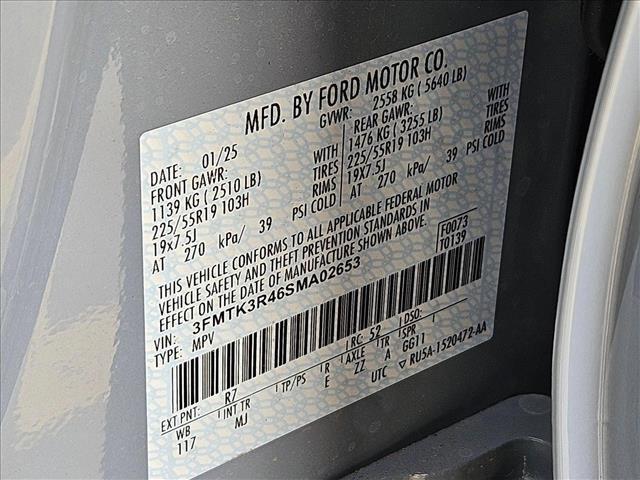 MFD. BY FORD MOTOR CO.
DATE: 01/25 GVWR: 2558 KG ( 5640 LB)
FRONT GAWR: WITH REAR GAWR: WITH
1139 KG ( 2510 LB) TIRES 1476 KG ( 3255 LB) TIRES
225/55R19 103H RIMS 225/55R19 103H RIMS
19x7.5J PSI COLD 19x7.5J PSI COLD
AT 270 kPa/ 39 AT 270 kPa/ 39
THIS VEHICLE CONFORMS TO ALL APPLICABLE FEDERAL MOTOR
VEHICLE SAFETY AND THEFT PREVENTION STANDARDS IN
EFFECT ON THE DATE OF MANUFACTURE SHOWN ABOVE.
F0073
T0139
VIN: 3FMTK3R46SMA02653
TYPE: MPV
EXT PNT: R7 RC: 52 DSO:
WB INT TR TP/PS R AXLE TR SPR
117 MJ E ZZ A GG11
UTC ▽ RU5A-1520472-AA